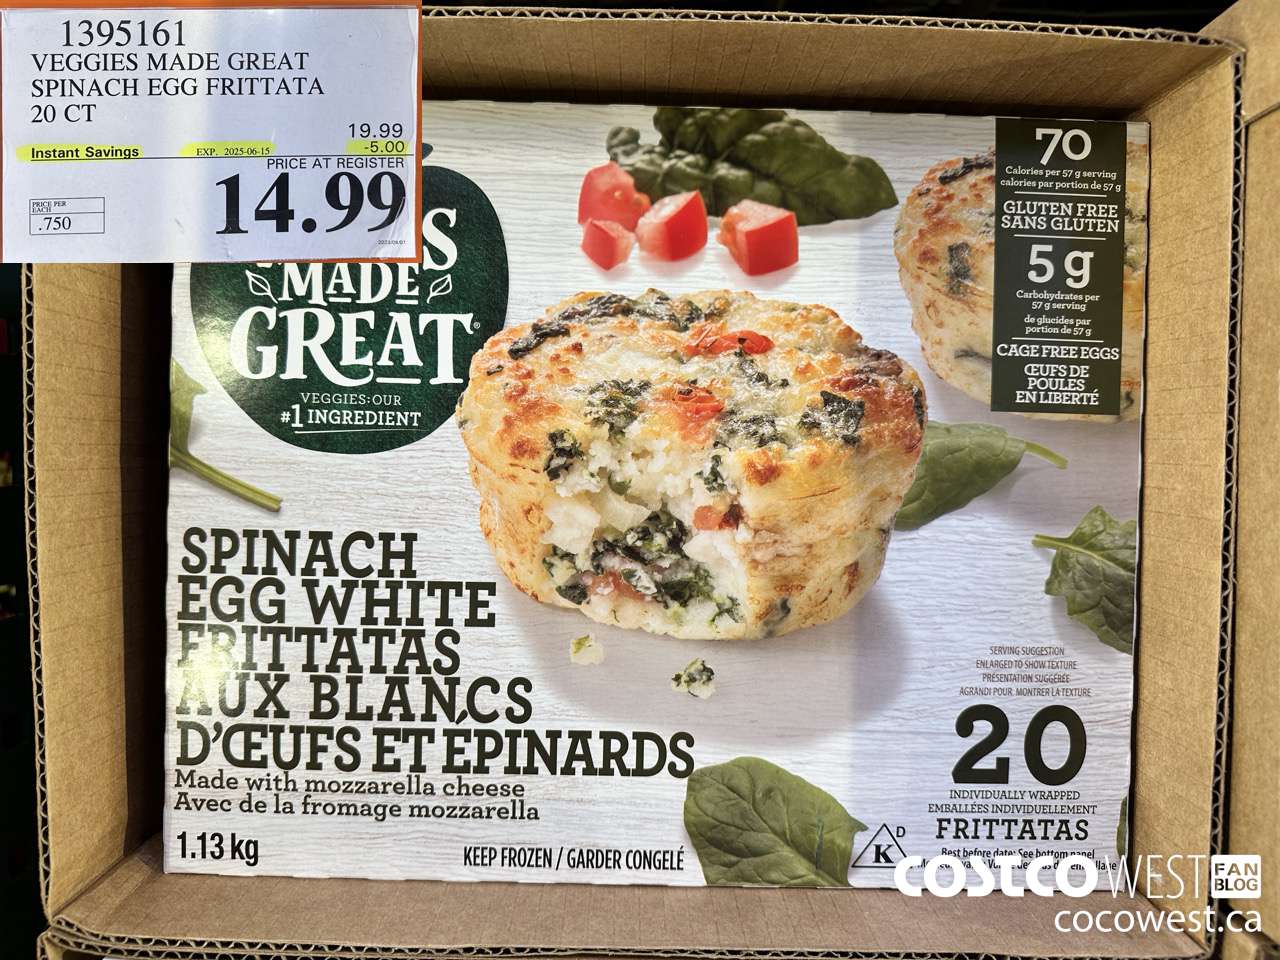 1395161
VEGGIES MADE GREAT
SPINACH EGG FRITTATA
20 CT
19.99
Instant Savings EXP. 2025-06-15 -5.00
PRICE AT REGISTER
14.99
PRICE PER
EACH
.750
MADE
GREAT®
VEGGIES: OUR
#1 INGREDIENT
70
Calories per 57 g serving
calories par portion de 57 g
GLUTEN FREE
SANS GLUTEN
5 g
Carbohydrates per
57 g serving
de glucides par
portion de 57 g
CAGE FREE EGGS
ŒUFS DE
POULES
EN LIBERTÉ
SPINACH
EGG WHITE
FRITTATAS
AUX BLANCS
D'ŒUFS ET ÉPINARDS
Made with mozzarella cheese
Avec de la fromage mozzarella
1.13 kg
KEEP FROZEN / GARDER CONGELÉ
SERVING SUGGESTION
ENLARGED TO SHOW TEXTURE
PRÉSENTATION SUGGÉRÉE
AGRANDI POUR MONTRER LA TEXTURE
20
INDIVIDUALLY WRAPPED
EMBALLÉES INDIVIDUELLEMENT
FRITTATAS
K D
Best before date: See bottom panel
COSTCO WEST FAN BLOG
cocowest.ca